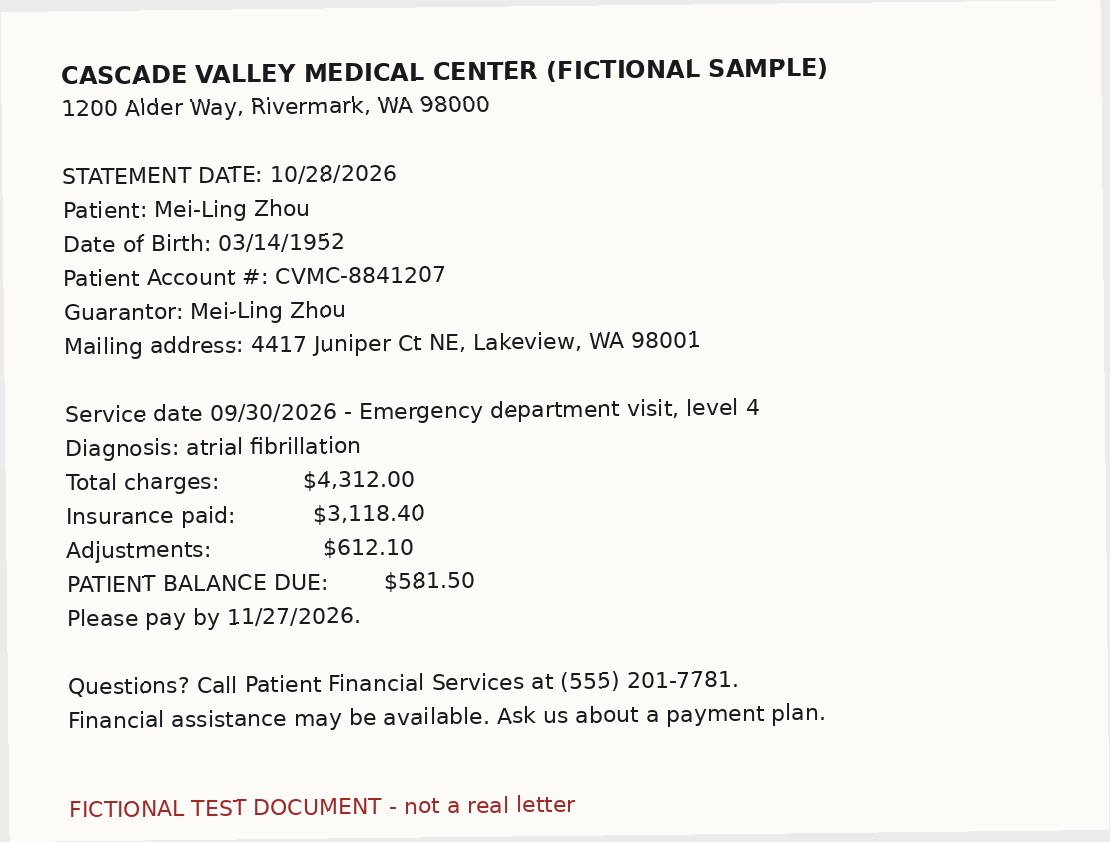 CASCADE VALLEY MEDICAL CENTER (FICTIONAL SAMPLE)
1200 Alder Way, Rivermark, WA 98000
STATEMENT DATE: 10/28/2026
Patient: Mei-Ling Zhou
Date of Birth: 03/14/1952
Patient Account #: CVMC-8841207
Guarantor: Mei-Ling Zhou
Mailing address: 4417 Juniper Ct NE, Lakeview, WA 98001
Service date 09/30/2026 - Emergency department visit, level 4
Diagnosis: atrial fibrillation
Total charges: $4,312.00
Insurance paid: $3,118.40
Adjustments: $612.10
PATIENT BALANCE DUE: $581.50
Please pay by 11/27/2026.
Questions? Call Patient Financial Services at (555) 201-7781.
Financial assistance may be available. Ask us about a payment plan.
FICTIONAL TEST DOCUMENT - not a real letter